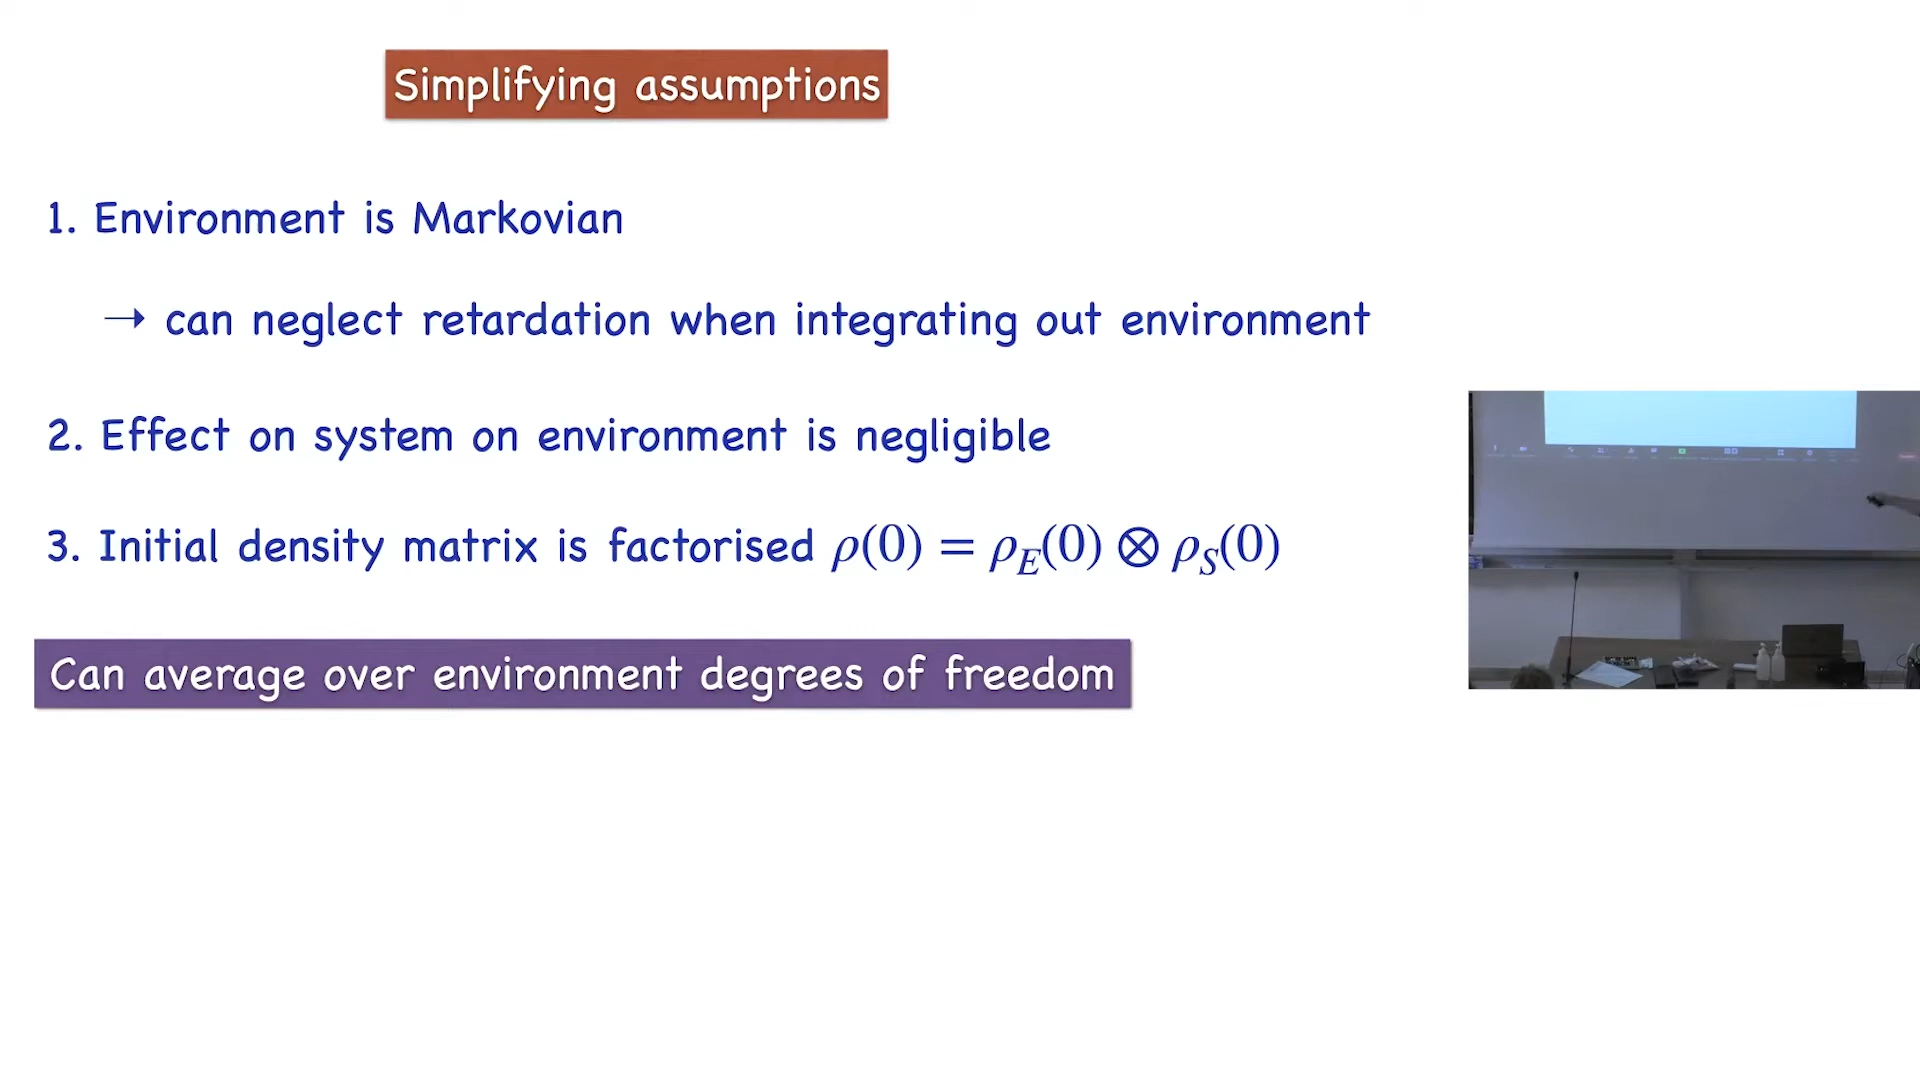 Simplifying assumptions
1. Environment is Markovian
→ can neglect retardation when integrating out environment
2. Effect on system on environment is negligible
3. Initial density matrix is factorised ρ(0) = ρ_E(0) ⊗ ρ_S(0)
Can average over environment degrees of freedom